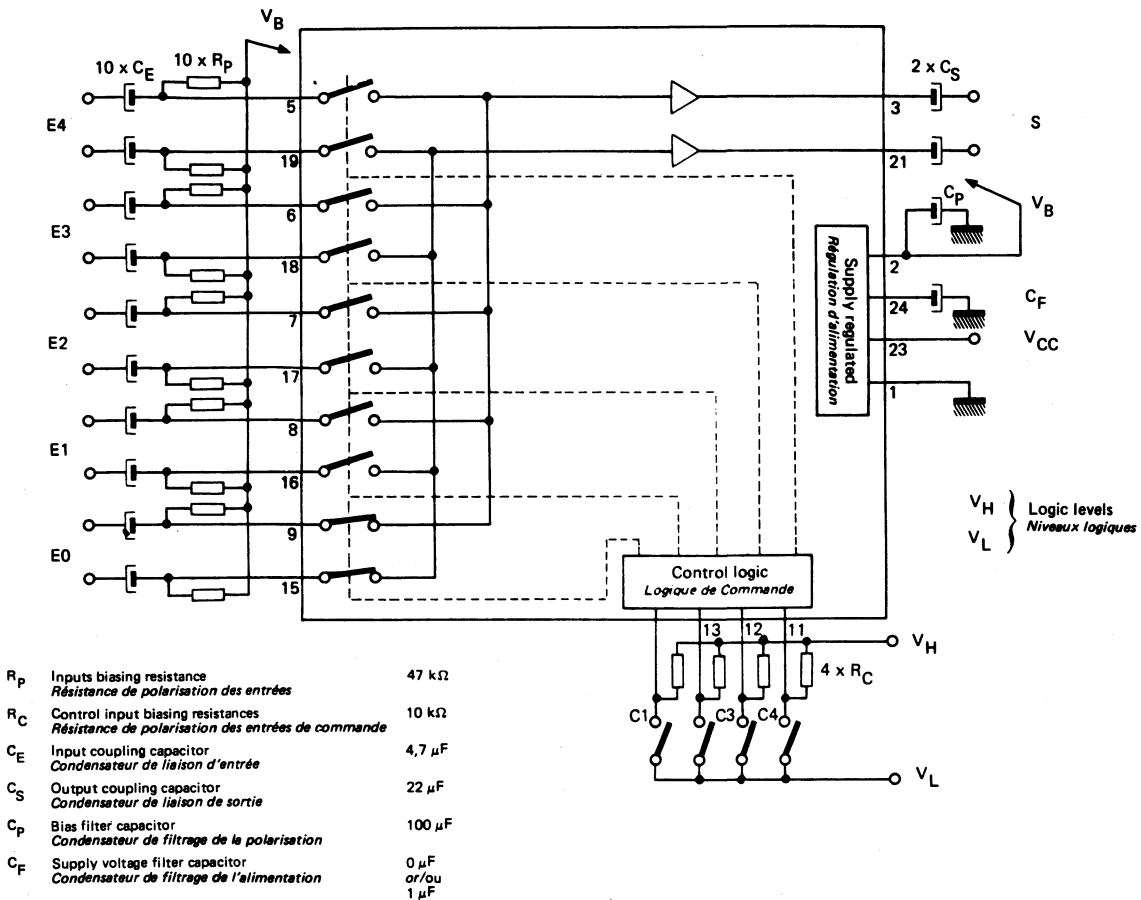 V_B
10 x C_E
10 x R_P
2 x C_S
5
3
E4
S
19
21
6
C_P
V_B
E3
18
2
Supply regulated
Régulation d'alimentation
7
24
C_F
E2
23
V_CC
17
1
8
E1
16
9
V_H
V_L
Logic levels
Niveaux logiques
E0
15
Control logic
Logique de Commande
13
12
11
V_H
4 x R_C
C1
C3
C4
V_L
R_P Inputs biasing resistance 47 kΩ
Résistance de polarisation des entrées
R_C Control input biasing resistances 10 kΩ
Résistance de polarisation des entrées de commande
C_E Input coupling capacitor 4,7 µF
Condensateur de liaison d'entrée
C_S Output coupling capacitor 22 µF
Condensateur de liaison de sortie
C_P Bias filter capacitor 100 µF
Condensateur de filtrage de la polarisation
C_F Supply voltage filter capacitor 0 µF
Condensateur de filtrage de l'alimentation or/ou
1 µF